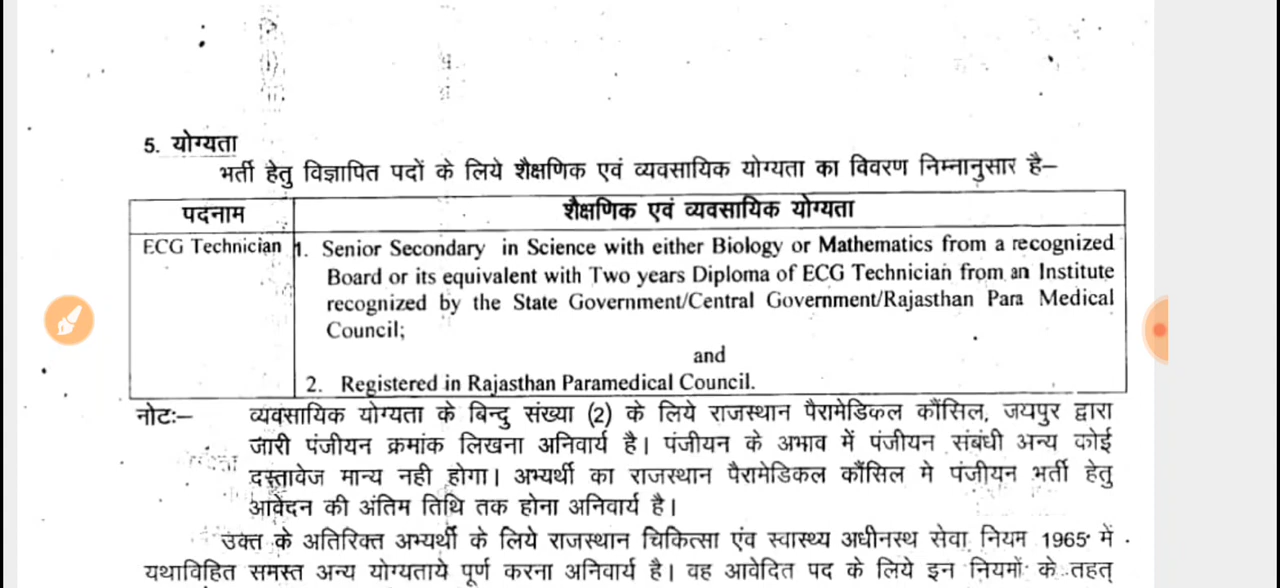 5. योग्यता
भर्ती हेतु विज्ञापित पदों के लिये शैक्षणिक एवं व्यवसायिक योग्यता का विवरण निम्नानुसार है–
पदनाम
शैक्षणिक एवं व्यवसायिक योग्यता
ECG Technician
1. Senior Secondary in Science with either Biology or Mathematics from a recognized
Board or its equivalent with Two years Diploma of ECG Technician from an Institute
recognized by the State Government/Central Government/Rajasthan Para Medical
Council;
and
2. Registered in Rajasthan Paramedical Council.
नोटः– व्यवसायिक योग्यता के बिन्दु संख्या (2) के लिये राजस्थान पैरामेडिकल कौंसिल, जयपुर द्वारा
जारी पंजीयन क्रमांक लिखना अनिवार्य है। पंजीयन के अभाव में पंजीयन संबंधी अन्य कोई
दस्तावेज मान्य नही होगा। अभ्यर्थी का राजस्थान पैरामेडिकल कौंसिल मे पंजीयन भर्ती हेतु
आवेदन की अंतिम तिथि तक होना अनिवार्य है।
उक्त के अतिरिक्त अभ्यर्थी के लिये राजस्थान चिकित्सा एंव स्वास्थ्य अधीनस्थ सेवा नियम 1965 में
यथाविहित समस्त अन्य योग्यताये पूर्ण करना अनिवार्य है। वह आवेदित पद के लिये इन नियमों के तहत्